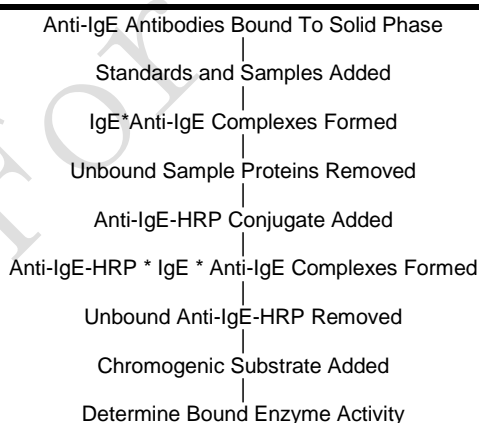 Anti-IgE Antibodies Bound To Solid Phase
Standards and Samples Added
IgE*Anti-IgE Complexes Formed
Unbound Sample Proteins Removed
Anti-IgE-HRP Conjugate Added
Anti-IgE-HRP * IgE * Anti-IgE Complexes Formed
Unbound Anti-IgE-HRP Removed
Chromogenic Substrate Added
Determine Bound Enzyme Activity
For